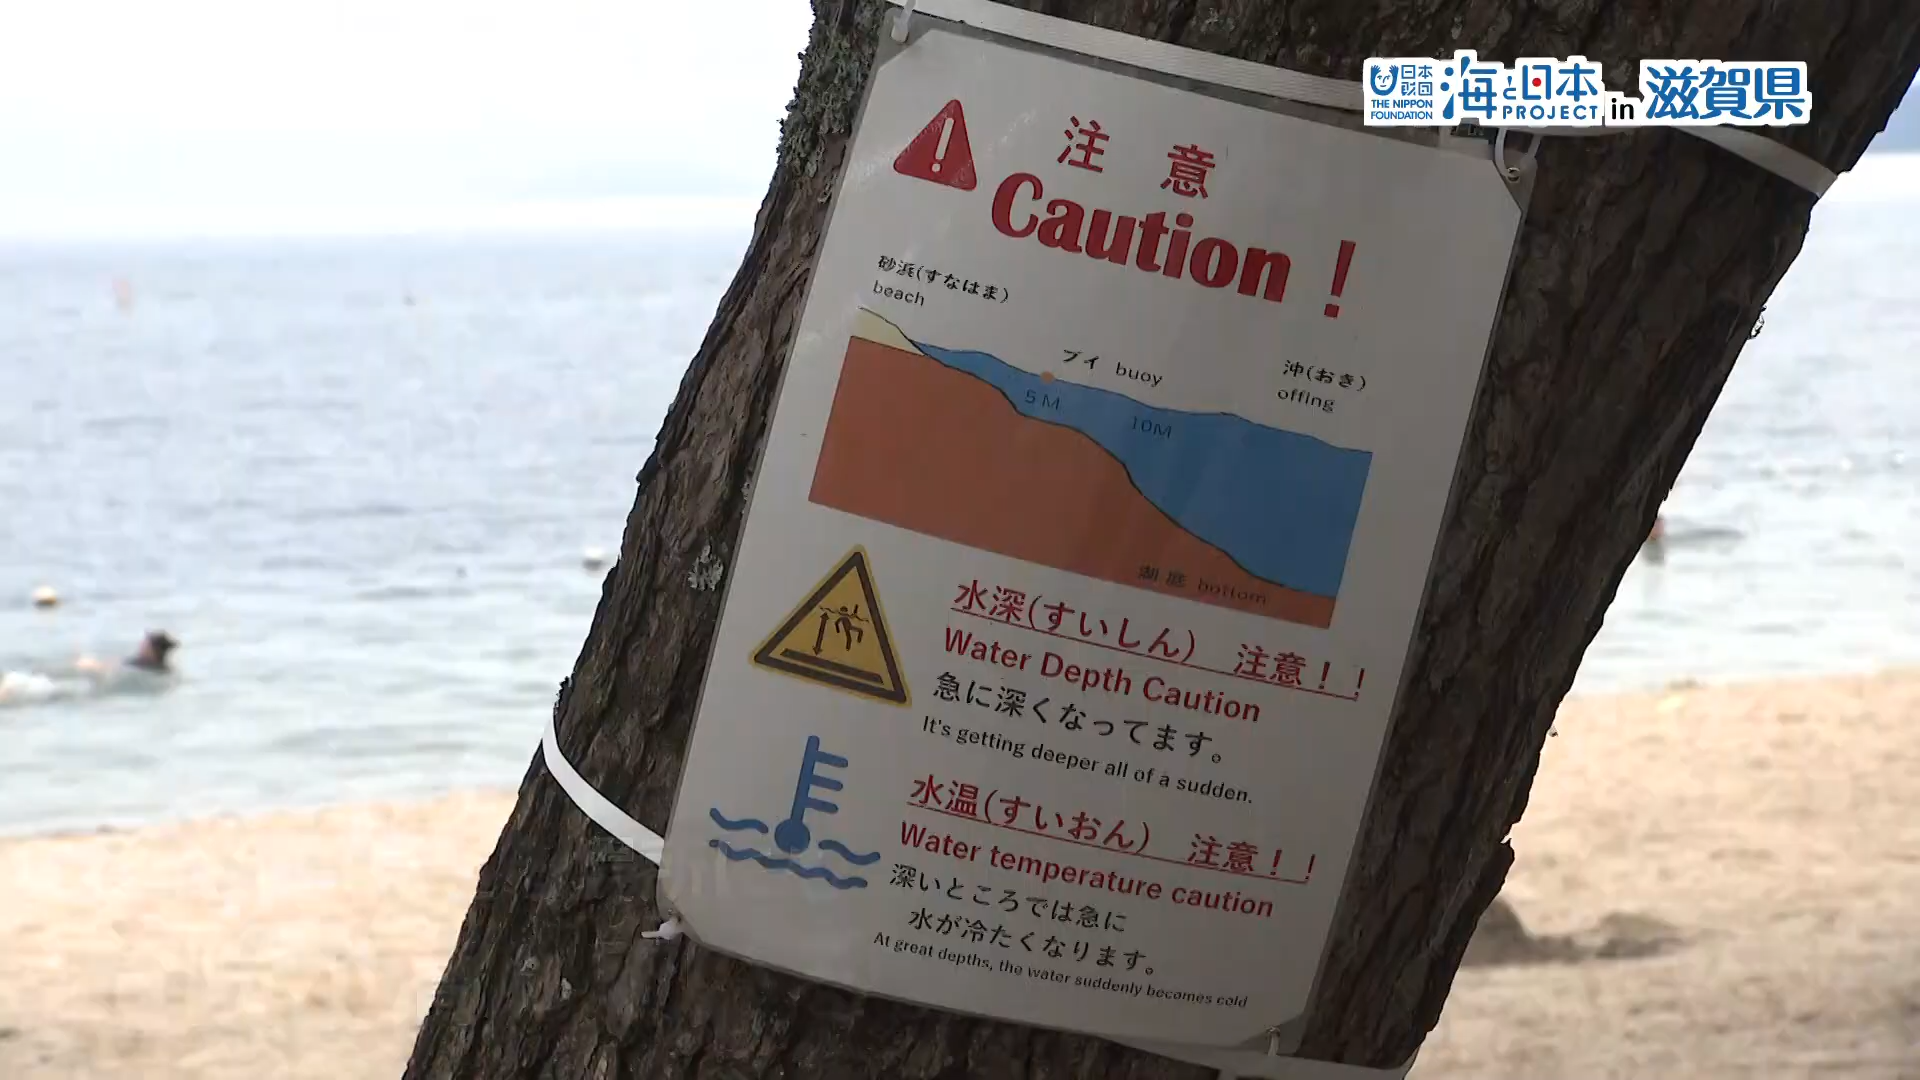 日本
財団
THE NIPPON
FOUNDATION
海と日本
PROJECT
in 滋賀県
注 意
Caution !
砂浜(すなはま)
beach
ブイ buoy
沖(おき)
offing
5M
10M
湖底 bottom
水深(すいしん) 注意!!
Water Depth Caution
急に深くなってます。
It's getting deeper all of a sudden.
水温(すいおん) 注意!!
Water temperature caution
深いところでは急に
水が冷たくなります。
At great depths, the water suddenly becomes cold